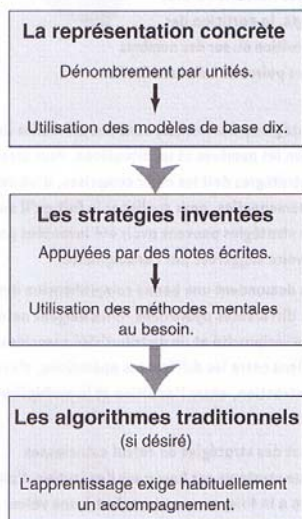 La représentation concrète
Dénombrement par unités.
Utilisation des modèles de base dix.
Les stratégies inventées
Appuyées par des notes écrites.
Utilisation des méthodes mentales
au besoin.
Les algorithmes traditionnels
(si désiré)
L'apprentissage exige habituellement
un accompagnement.